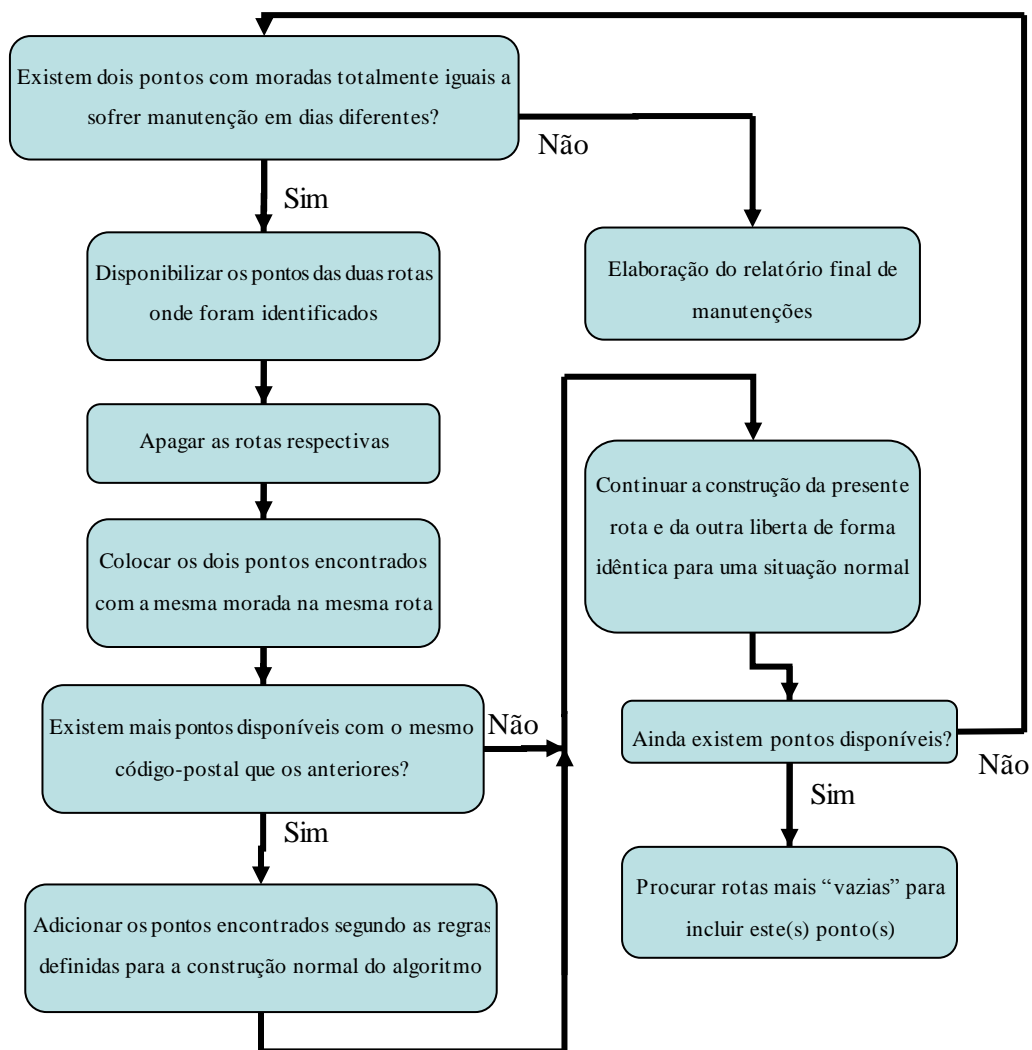 Existem dois pontos com moradas totalmente iguais a
sofrer manutenção em dias diferentes?
Não
Sim
Disponibilizar os pontos das duas rotas
onde foram identificados
Elaboração do relatório final de
manutenções
Apagar as rotas respectivas
Colocar os dois pontos encontrados
com a mesma morada na mesma rota
Existem mais pontos disponíveis com o mesmo
código-postal que os anteriores?
Não
Sim
Adicionar os pontos encontrados segundo as regras
definidas para a construção normal do algoritmo
Continuar a construção da presente
rota e da outra liberta de forma
idêntica para uma situação normal
Ainda existem pontos disponíveis?
Não
Sim
Procurar rotas mais “vazias” para
incluir este(s) ponto(s)